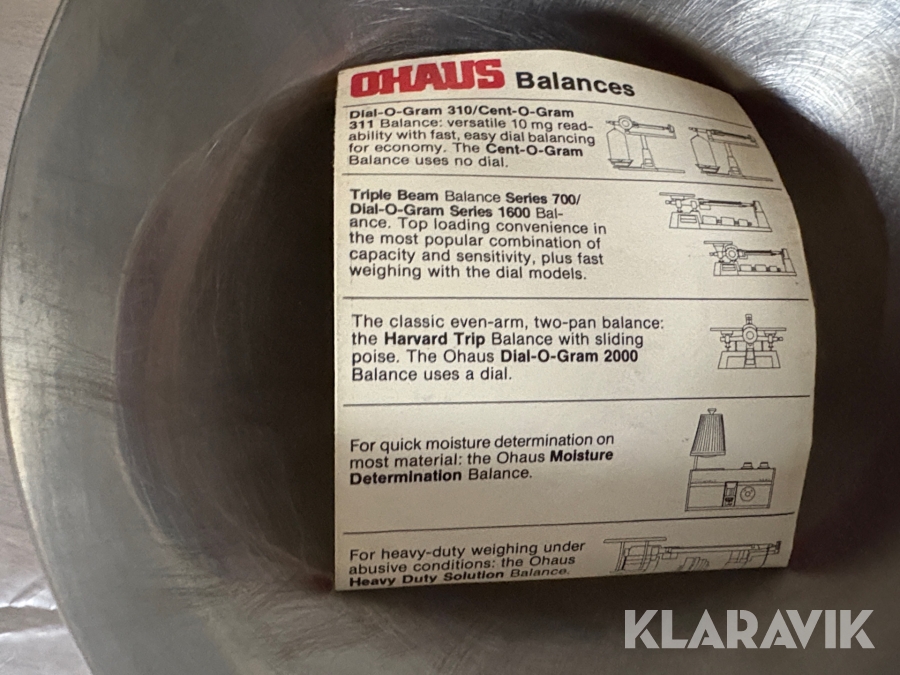 OHAUS Balances
Dial-O-Gram 310/Cent-O-Gram
311 Balance: versatile 10 mg read-
ability with fast, easy dial balancing
for economy. The Cent-O-Gram
Balance uses no dial.
Triple Beam Balance Series 700/
Dial-O-Gram Series 1600 Bal-
ance. Top loading convenience in
the most popular combination of
capacity and sensitivity, plus fast
weighing with the dial models.
The classic even-arm, two-pan balance:
the Harvard Trip Balance with sliding
poise. The Ohaus Dial-O-Gram 2000
Balance uses a dial.
For quick moisture determination on
most material: the Ohaus Moisture
Determination Balance.
For heavy-duty weighing under
abusive conditions: the Ohaus
Heavy Duty Solution Balance.
KLARAVIK